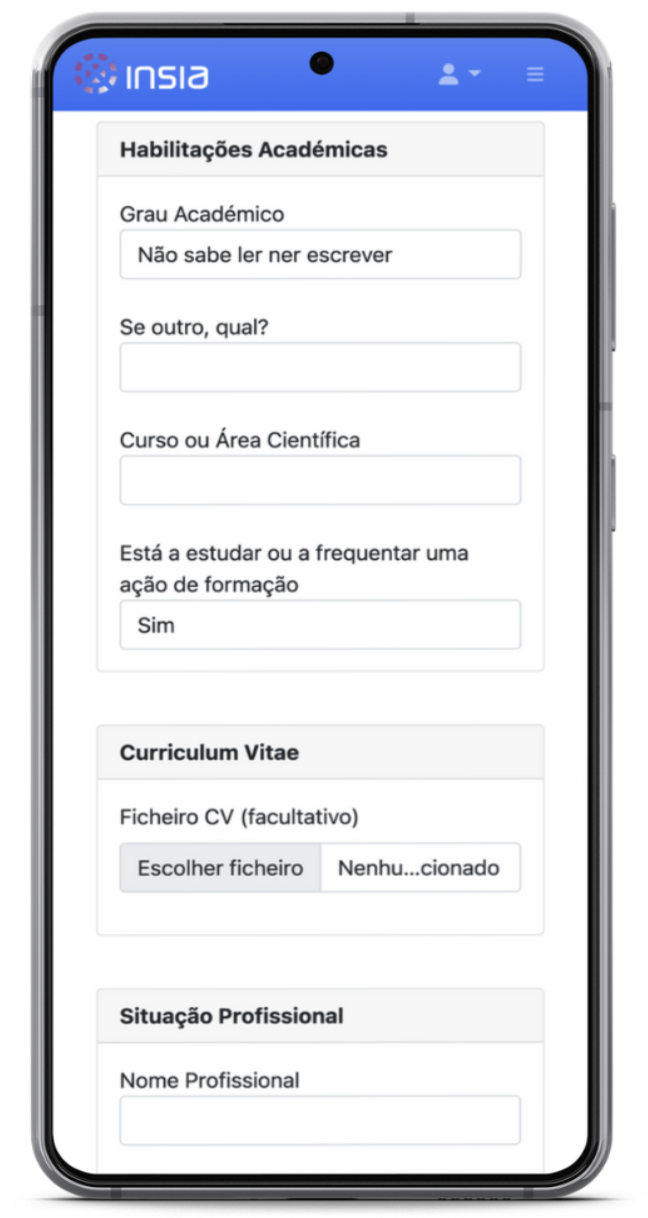 INSIA
Habilitações Académicas
Grau Académico
Não sabe ler ner escrever
Se outro, qual?
Curso ou Área Científica
Está a estudar ou a frequentar uma
ação de formação
Sim
Curriculum Vitae
Ficheiro CV (facultativo)
Escolher ficheiro Nenhu...cionado
Situação Profissional
Nome Profissional